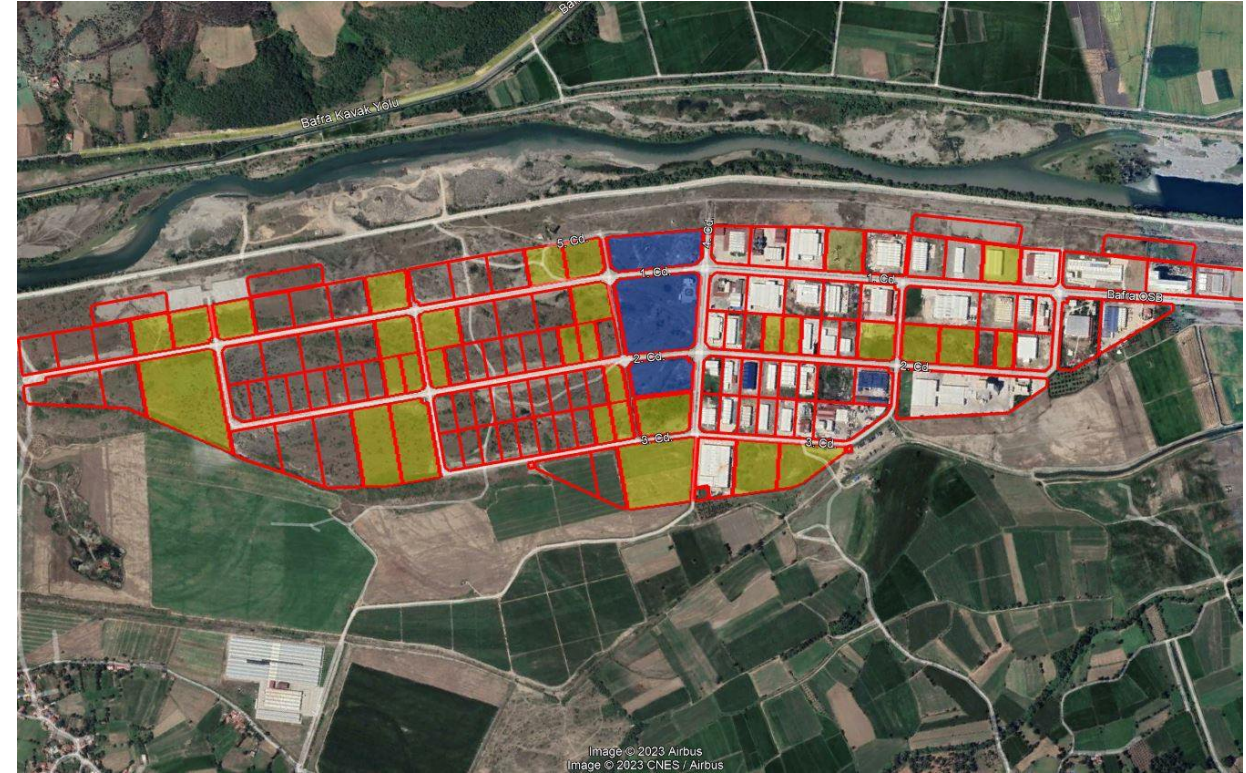 Bafra Kavak Yolu
4. Cd.
5. Cd.
1. Cd.
1. Cd.
Bafra OSB
2. Cd.
2. Cd.
3. Cd.
3. Cd.
Image © 2023 Airbus
Image © 2023 CNES / Airbus